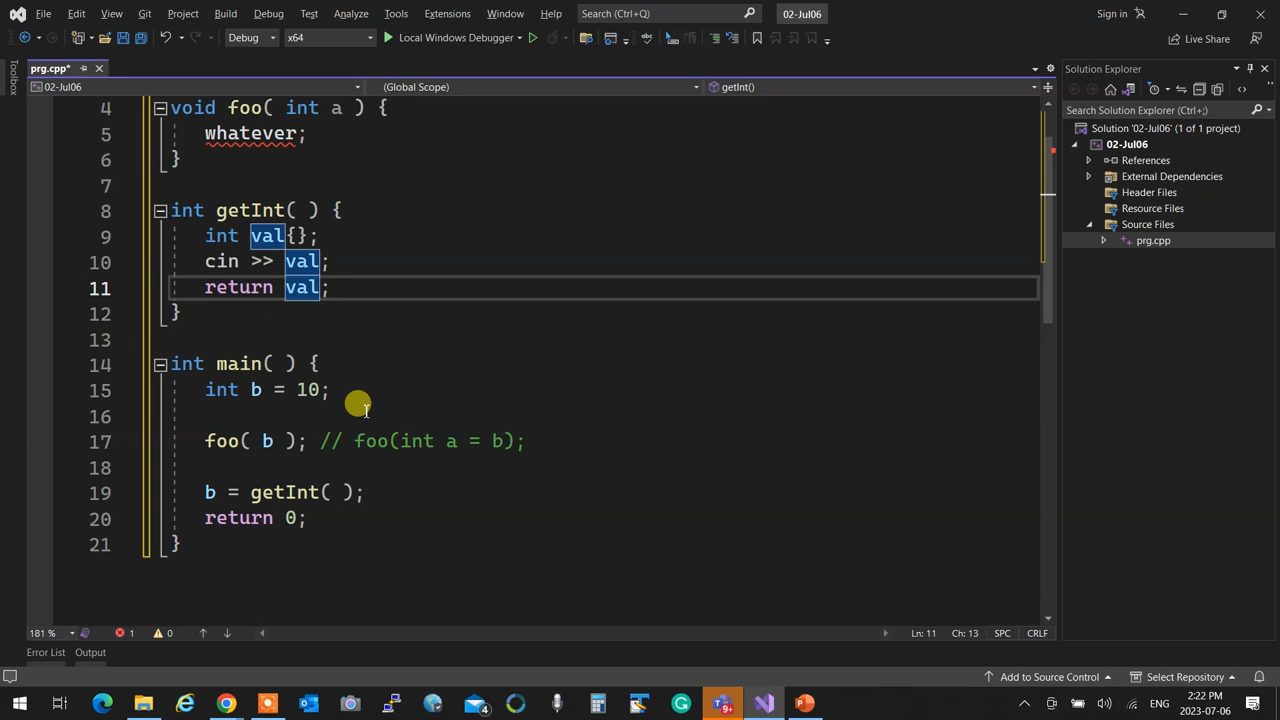 File Edit View Git Project Build Debug Test Analyze Tools Extensions Window Help Search (Ctrl+Q) 02-Jul06 Sign in
Debug x64 Local Windows Debugger Live Share
Toolbox
prg.cpp*
02-Jul06 (Global Scope) getInt()
4 void foo( int a ) {
5 whatever;
6 }
7
8 int getInt( ) {
9 int val{};
10 cin >> val;
11 return val;
12 }
13
14 int main( ) {
15 int b = 10;
16
17 foo( b ); // foo(int a = b);
18
19 b = getInt( );
20 return 0;
21 }
181 % 1 0 Ln: 11 Ch: 13 SPC CRLF
Error List Output
Solution Explorer
Search Solution Explorer (Ctrl+;)
Solution '02-Jul06' (1 of 1 project)
02-Jul06
References
External Dependencies
Header Files
Resource Files
Source Files
prg.cpp
Add to Source Control Select Repository
4 9+ ENG 2:22 PM
2023-07-06